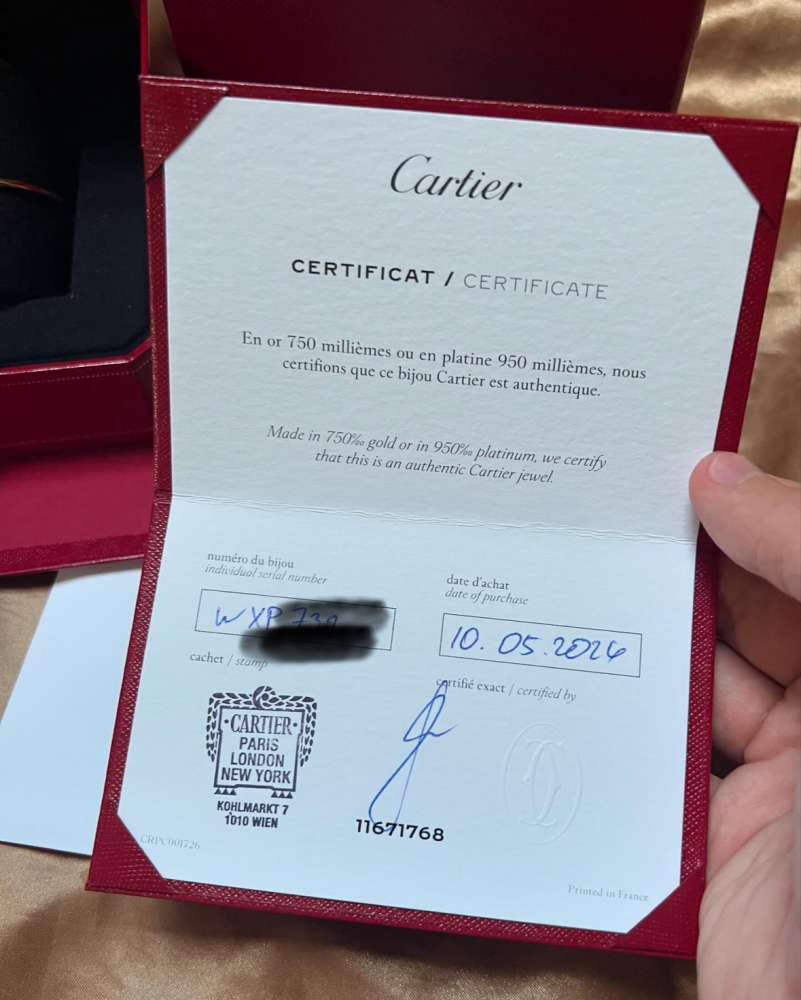 Cartier
CERTIFICAT / CERTIFICATE
En or 750 millièmes ou en platine 950 millièmes, nous
certifions que ce bijou Cartier est authentique.
Made in 750‰ gold or in 950‰ platinum, we certify
that this is an authentic Cartier jewel.
numéro du bijou
individual serial number
WXP
date d'achat
date of purchase
10. 05. 2024
cachet / stamp
certifié exact / certified by
·CARTIER·
PARIS
LONDON
NEW YORK
KOHLMARKT 7
1010 WIEN
11671768
CRPC001726
Printed in France